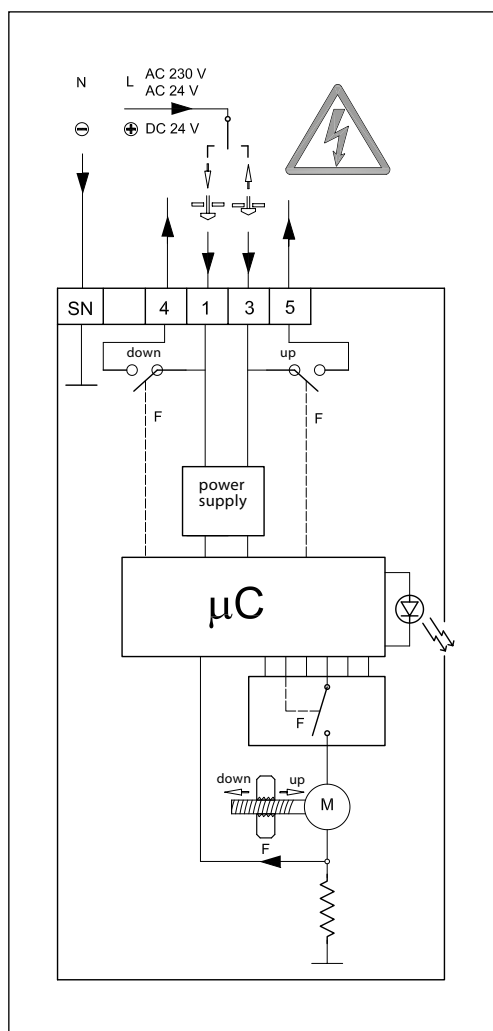 N L AC 230 V
AC 24 V
⊖ ⊕ DC 24 V
SN 4 1 3 5
down up
F F
power
supply
µC
F
down up
M
F